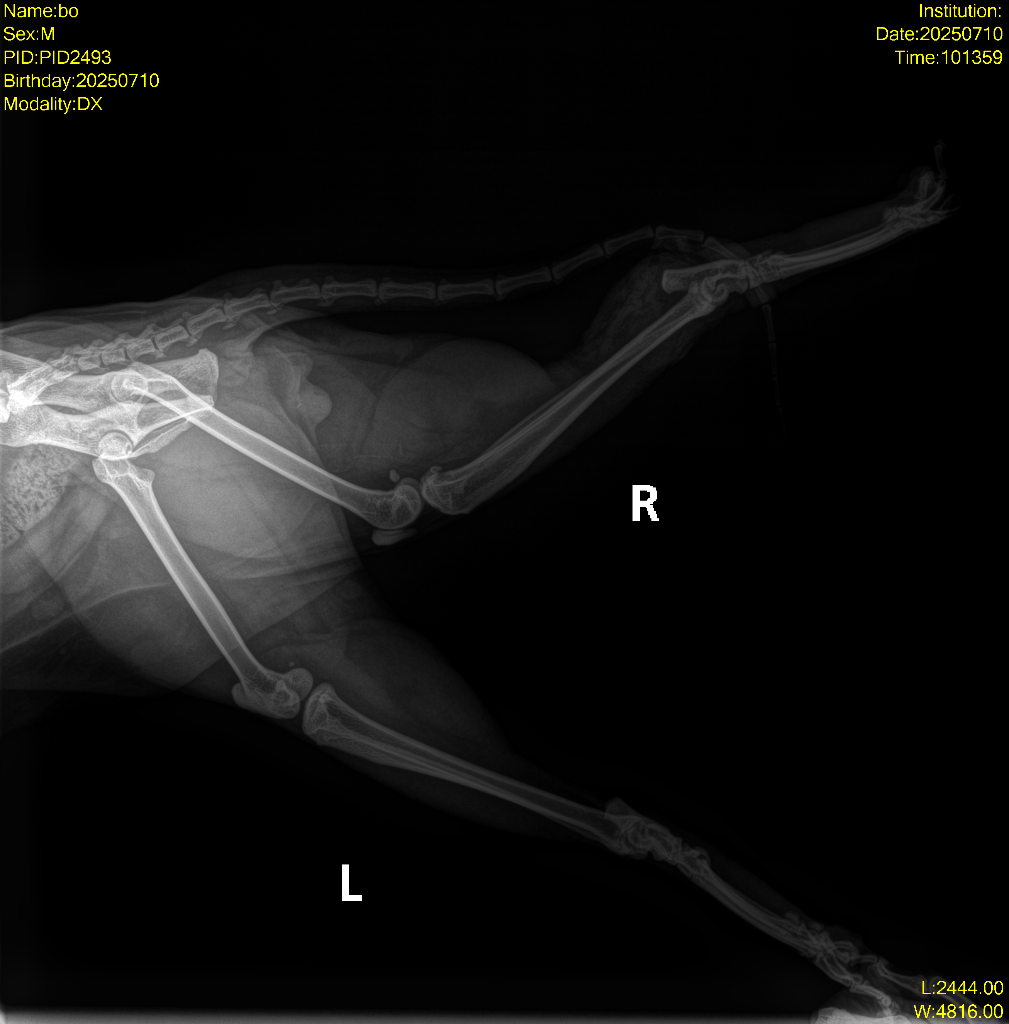 Name:bo
Sex:M
PID:PID2493
Birthday:20250710
Modality:DX
Institution:
Date:20250710
Time:101359
R
L
L:2444.00
W:4816.00